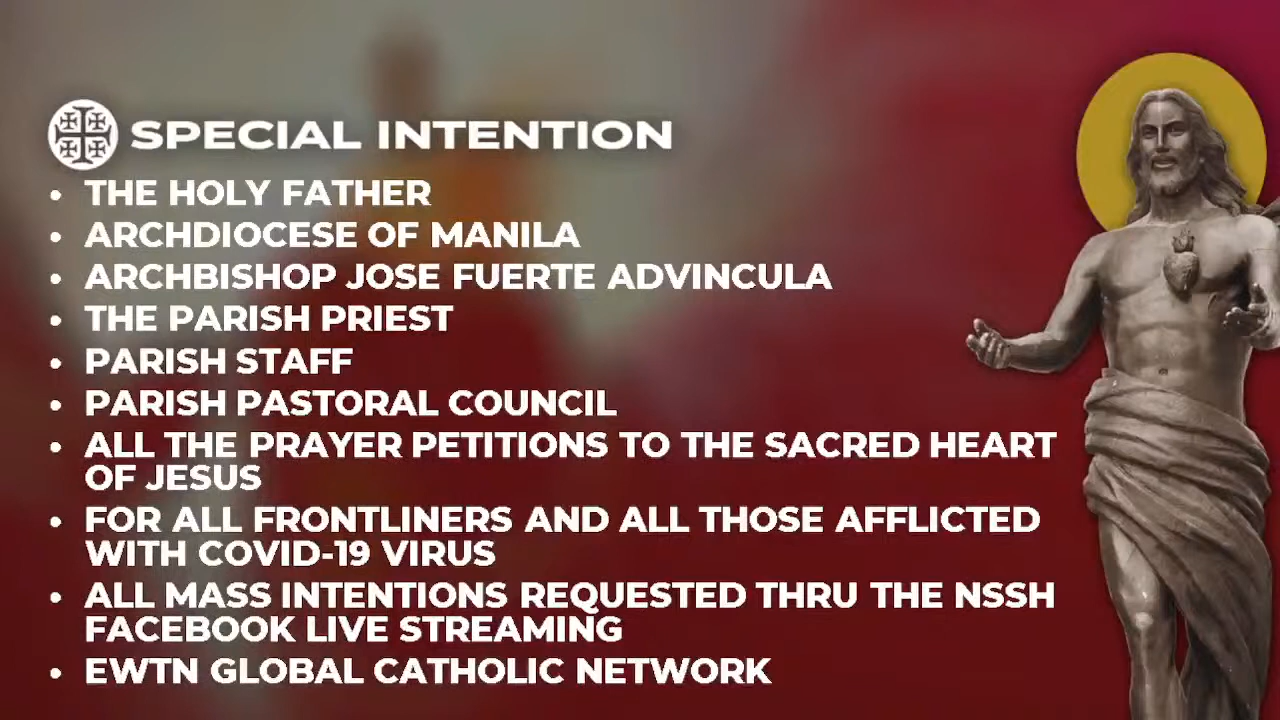 SPECIAL INTENTION
• THE HOLY FATHER
• ARCHDIOCESE OF MANILA
• ARCHBISHOP JOSE FUERTE ADVINCULA
• THE PARISH PRIEST
• PARISH STAFF
• PARISH PASTORAL COUNCIL
• ALL THE PRAYER PETITIONS TO THE SACRED HEART
OF JESUS
• FOR ALL FRONTLINERS AND ALL THOSE AFFLICTED
WITH COVID-19 VIRUS
• ALL MASS INTENTIONS REQUESTED THRU THE NSSH
FACEBOOK LIVE STREAMING
• EWTN GLOBAL CATHOLIC NETWORK